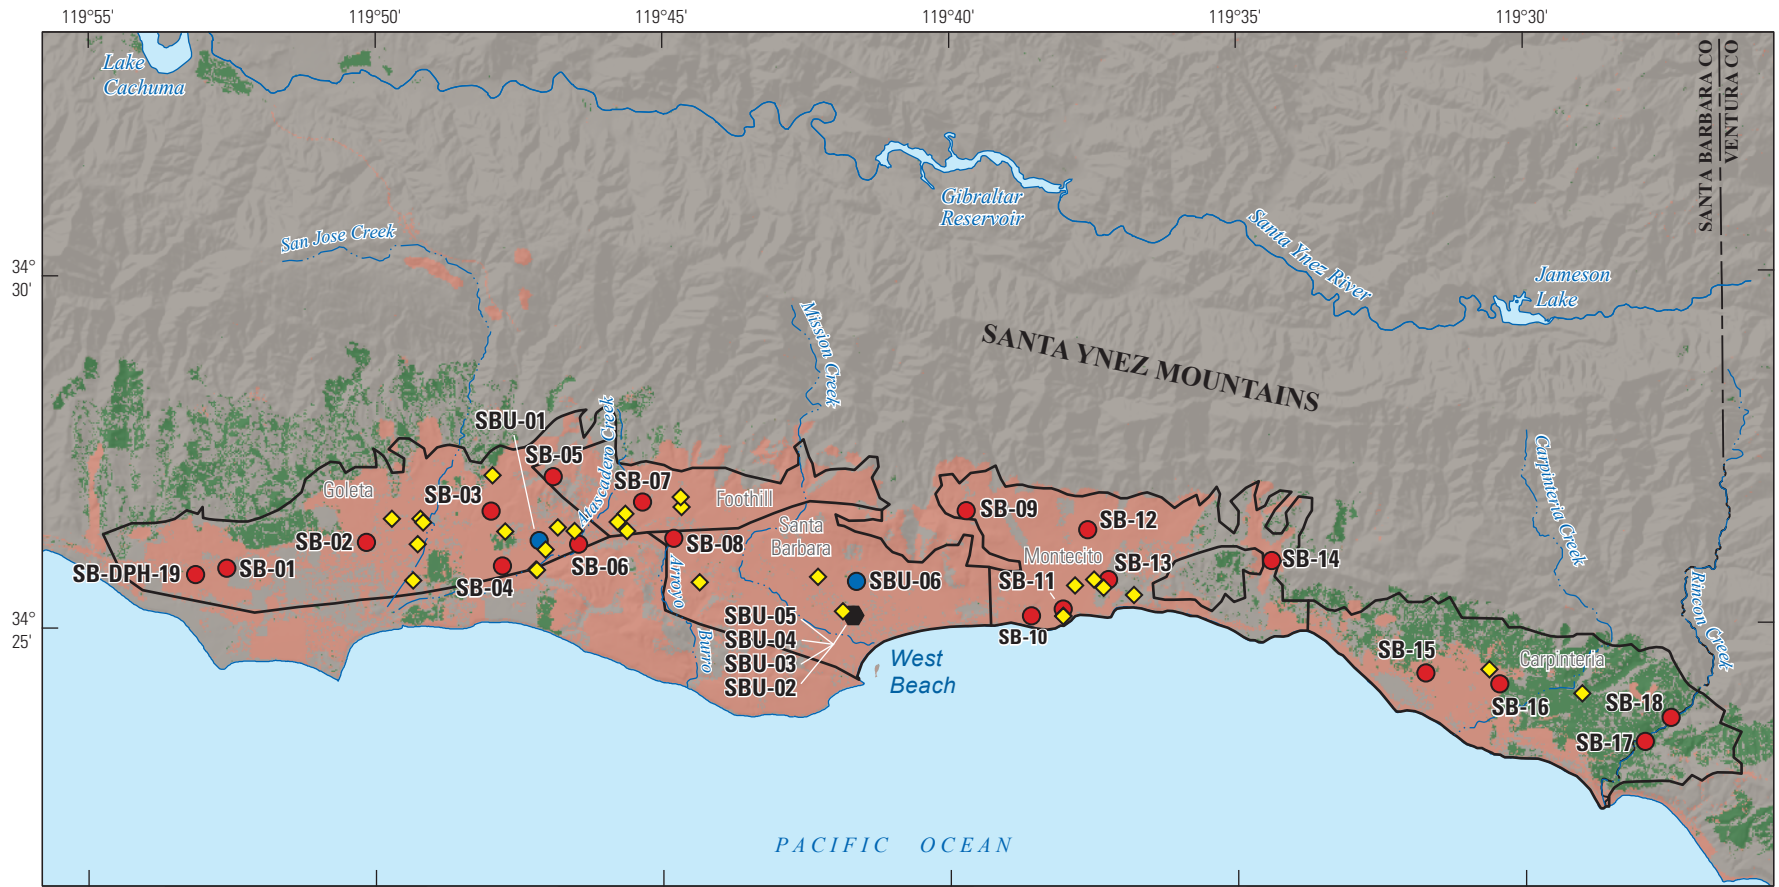 119°55'
119°50'
119°45'
119°40'
119°35'
119°30'
Lake
Cachuma
SANTA BARBARA CO
VENTURA CO
Gibraltar
Reservoir
San Jose Creek
Santa Ynez River
34°
30'
Jameson
Lake
Mission Creek
SANTA YNEZ MOUNTAINS
SBU-01
Atascadero Creek
SB-05
Carpinteria Creek
Goleta
SB-03
SB-07
Foothill
SB-09
SB-12
Santa
Barbara
SB-02
SB-08
Montecito
SB-14
SB-DPH-19
SB-01
SB-06
SB-04
Arroyo
Burro
SBU-06
SB-11
SB-13
Rincon Creek
SBU-05
SBU-04
SBU-03
SBU-02
34°
25'
SB-10
West
Beach
SB-15
Carpinteria
SB-16
SB-18
SB-17
PACIFIC OCEAN